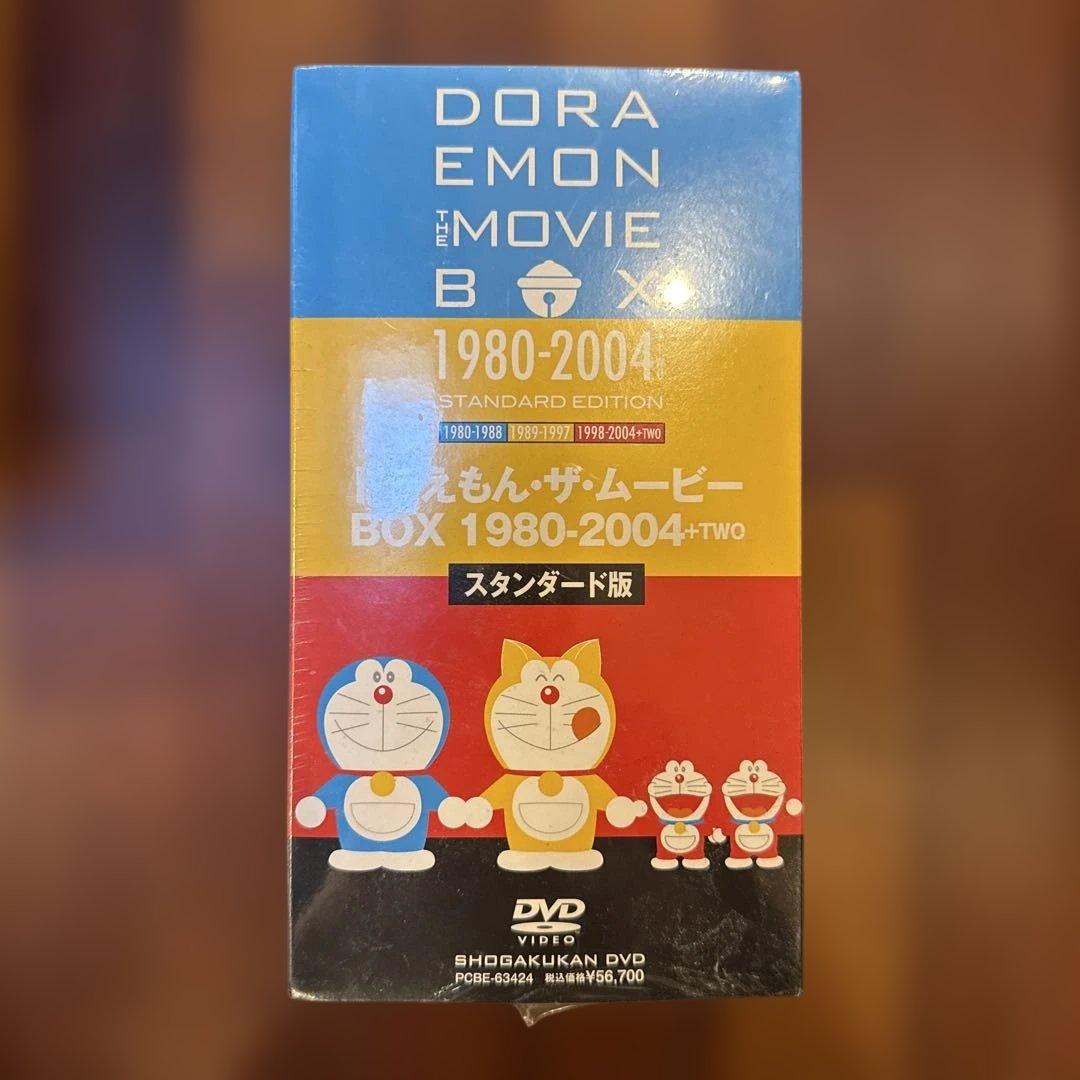 DORA
EMON
THE MOVIE
B X
1980-2004
STANDARD EDITION
1980-1988 1989-1997 1998-2004+TWO
えもん・ザ・ムービー
BOX 1980-2004+TWO
スタンダード版
DVD
VIDEO
SHOGAKUKAN DVD
PCBE-63424 税込価格¥56,700